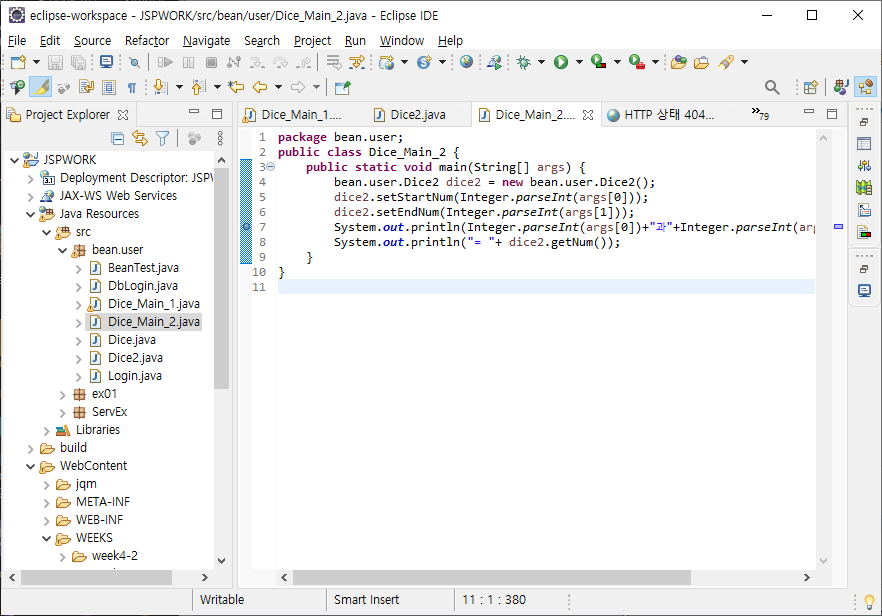 eclipse-workspace - JSPWORK/src/bean/user/Dice_Main_2.java - Eclipse IDE
File Edit Source Refactor Navigate Search Project Run Window Help
Project Explorer
Dice_Main_1....
Dice2.java
Dice_Main_2....
HTTP 상태 404...
»79
JSPWORK
Deployment Descriptor: JSPW
JAX-WS Web Services
Java Resources
src
bean.user
BeanTest.java
DbLogin.java
Dice_Main_1.java
Dice_Main_2.java
Dice.java
Dice2.java
Login.java
ex01
ServEx
Libraries
build
WebContent
jqm
META-INF
WEB-INF
WEEKS
week4-2
1 package bean.user;
2 public class Dice_Main_2 {
3 public static void main(String[] args) {
4 bean.user.Dice2 dice2 = new bean.user.Dice2();
5 dice2.setStartNum(Integer.parseInt(args[0]));
6 dice2.setEndNum(Integer.parseInt(args[1]));
7 System.out.println(Integer.parseInt(args[0])+"과"+Integer.parseInt(arg
8 System.out.println("= "+ dice2.getNum());
9 }
10 }
11
Writable
Smart Insert
11 : 1 : 380